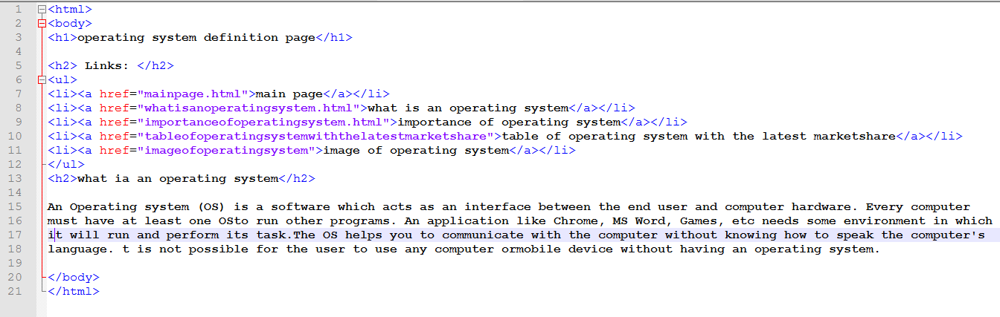 1 <html>
2 <body>
3 <h1>operating system definition page</h1>
4
5 <h2> Links: </h2>
6 <ul>
7 <li><a href="mainpage.html">main page</a></li>
8 <li><a href="whatisanoperatingsystem.html">what is an operating system</a></li>
9 <li><a href="importanceofoperatingsystem.html">importance of operating system</a></li>
10 <li><a href="tableofoperatingsystemwiththelatestmarketshare">table of operating system with the latest marketshare</a></li>
11 <li><a href="imageofoperatingsystem">image of operating system</a></li>
12 </ul>
13 <h2>what ia an operating system</h2>
14
15 An Operating system (OS) is a software which acts as an interface between the end user and computer hardware. Every computer
16 must have at least one OSto run other programs. An application like Chrome, MS Word, Games, etc needs some environment in which
17 it will run and perform its task.The OS helps you to communicate with the computer without knowing how to speak the computer's
18 language. t is not possible for the user to use any computer ormobile device without having an operating system.
19
20 </body>
21 </html>